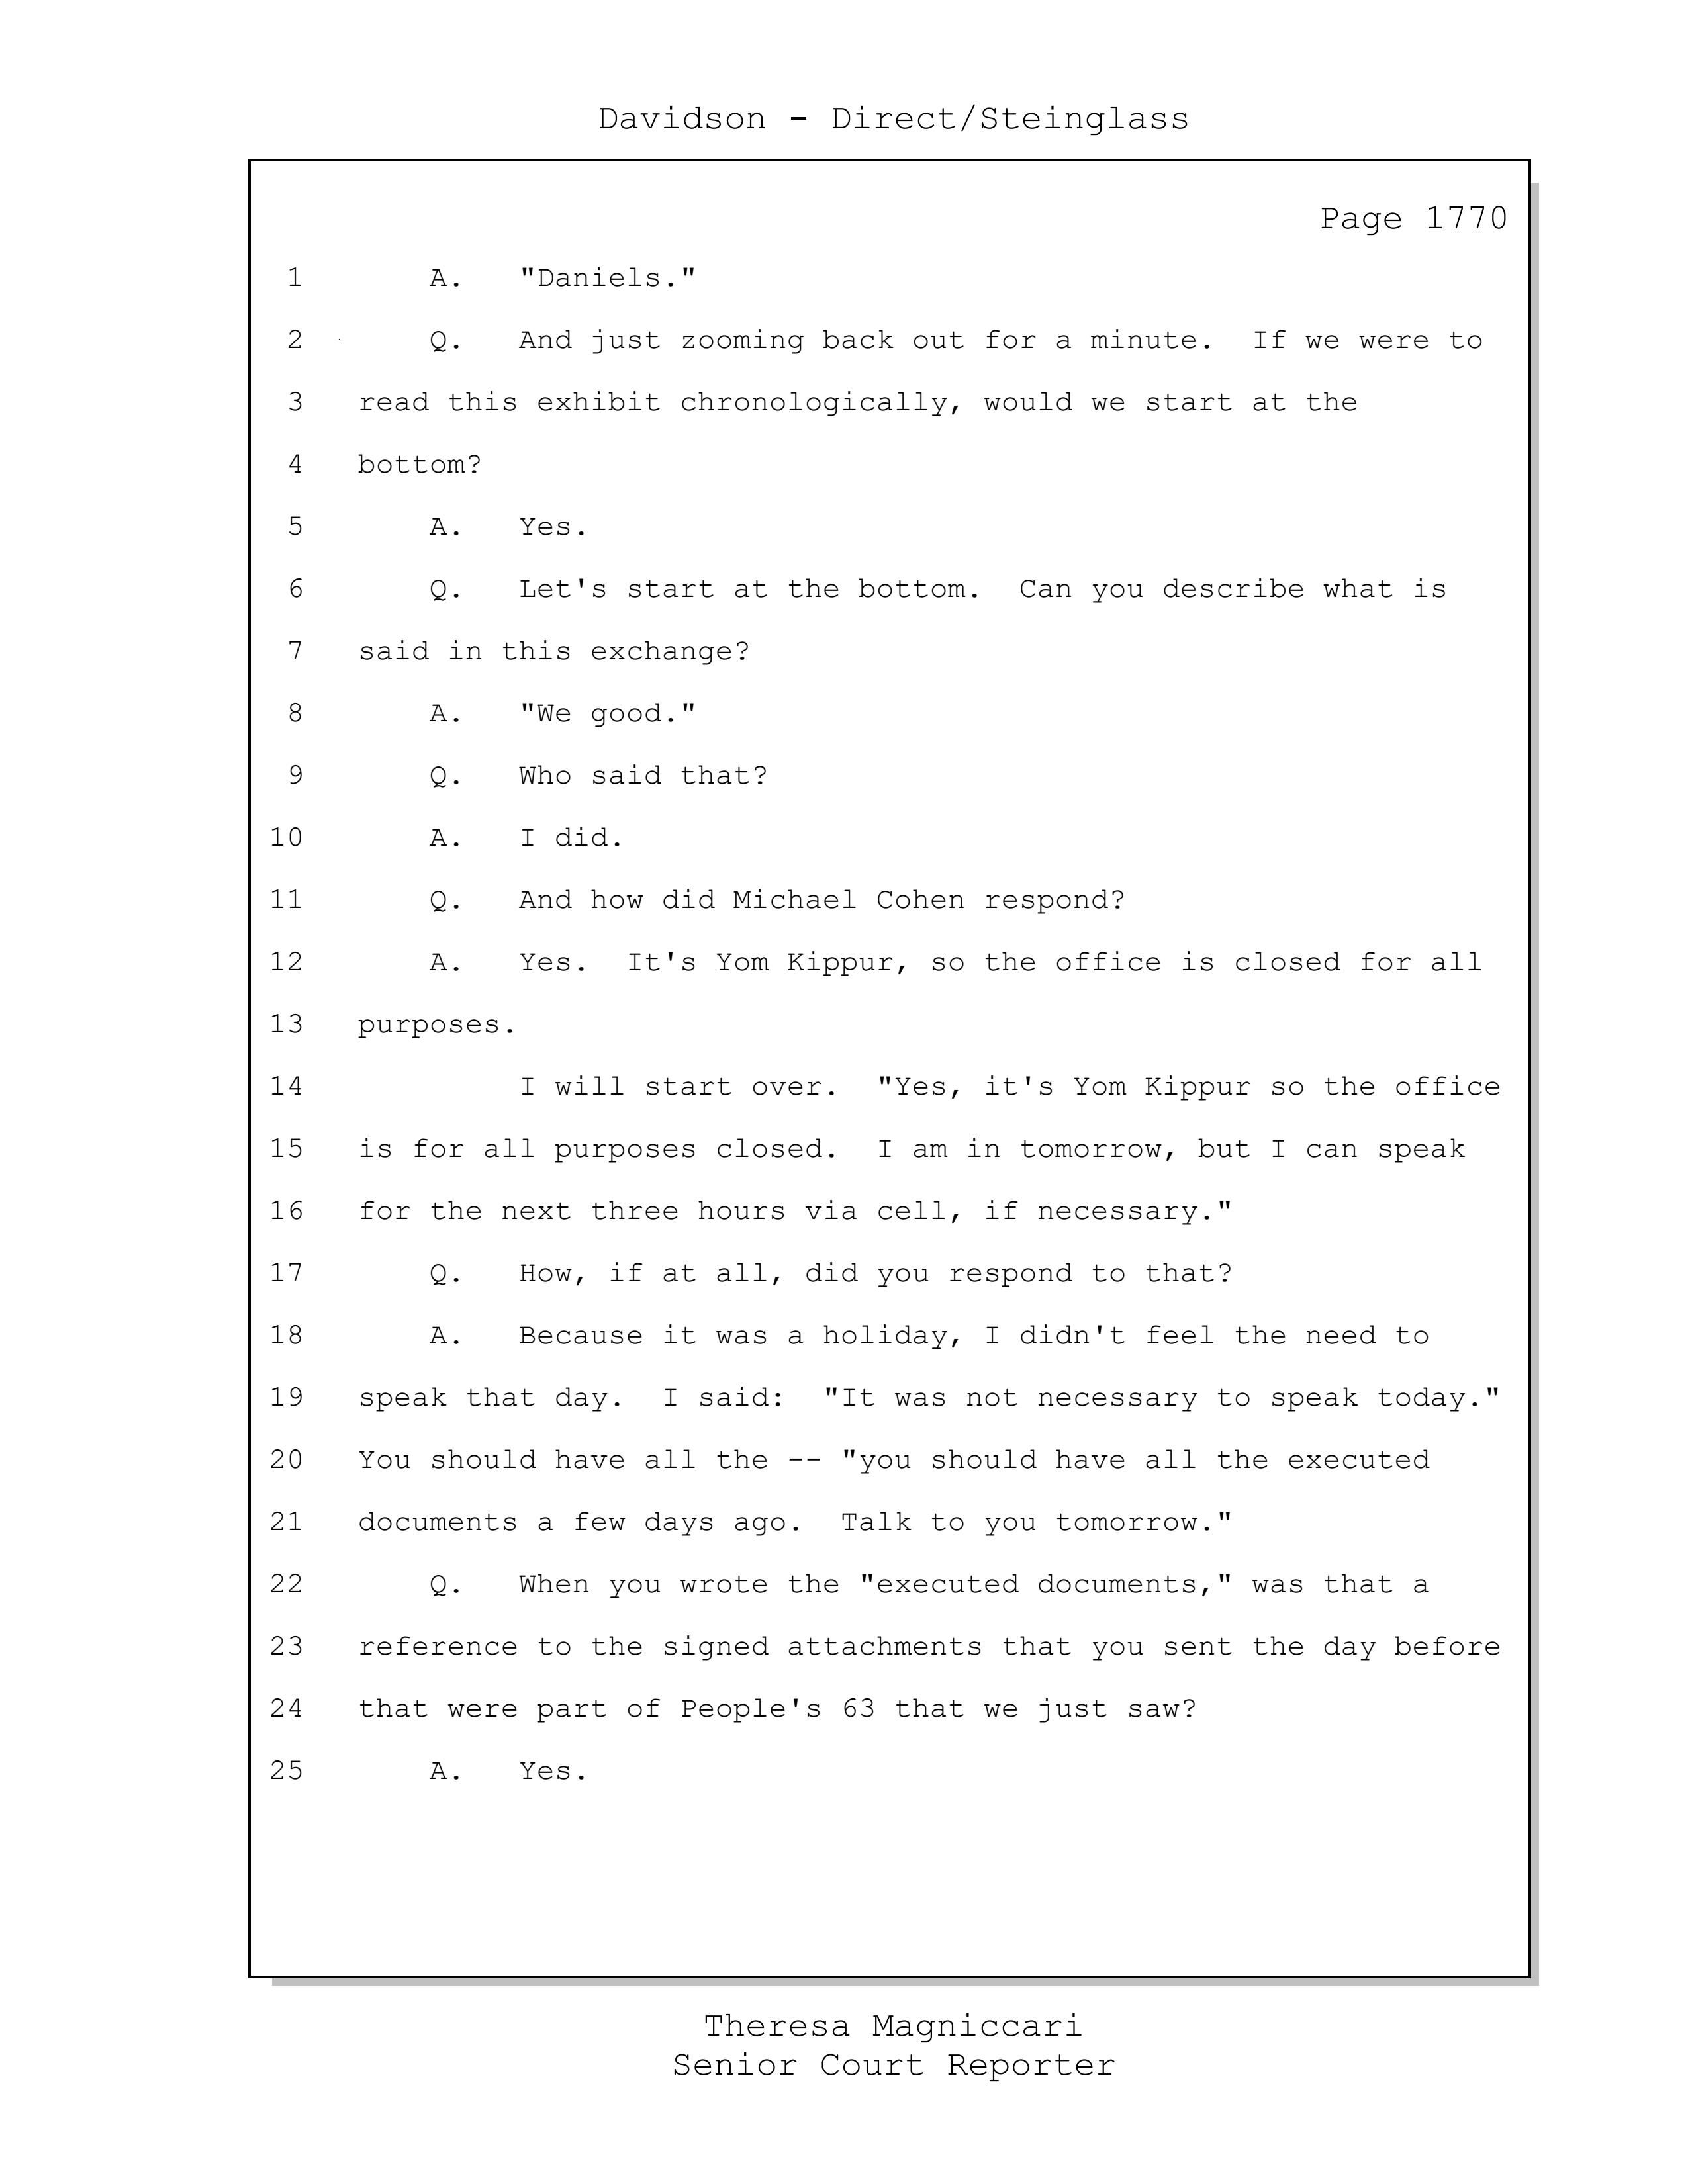 Davidson - Direct/Steinglass
Page 1770
1 A. "Daniels."
2 Q. And just zooming back out for a minute. If we were to
3 read this exhibit chronologically, would we start at the
4 bottom?
5 A. Yes.
6 Q. Let's start at the bottom. Can you describe what is
7 said in this exchange?
8 A. "We good."
9 Q. Who said that?
10 A. I did.
11 Q. And how did Michael Cohen respond?
12 A. Yes. It's Yom Kippur, so the office is closed for all
13 purposes.
14 I will start over. "Yes, it's Yom Kippur so the office
15 is for all purposes closed. I am in tomorrow, but I can speak
16 for the next three hours via cell, if necessary."
17 Q. How, if at all, did you respond to that?
18 A. Because it was a holiday, I didn't feel the need to
19 speak that day. I said: "It was not necessary to speak today."
20 You should have all the -- "you should have all the executed
21 documents a few days ago. Talk to you tomorrow."
22 Q. When you wrote the "executed documents," was that a
23 reference to the signed attachments that you sent the day before
24 that were part of People's 63 that we just saw?
25 A. Yes.
Theresa Magniccari
Senior Court Reporter